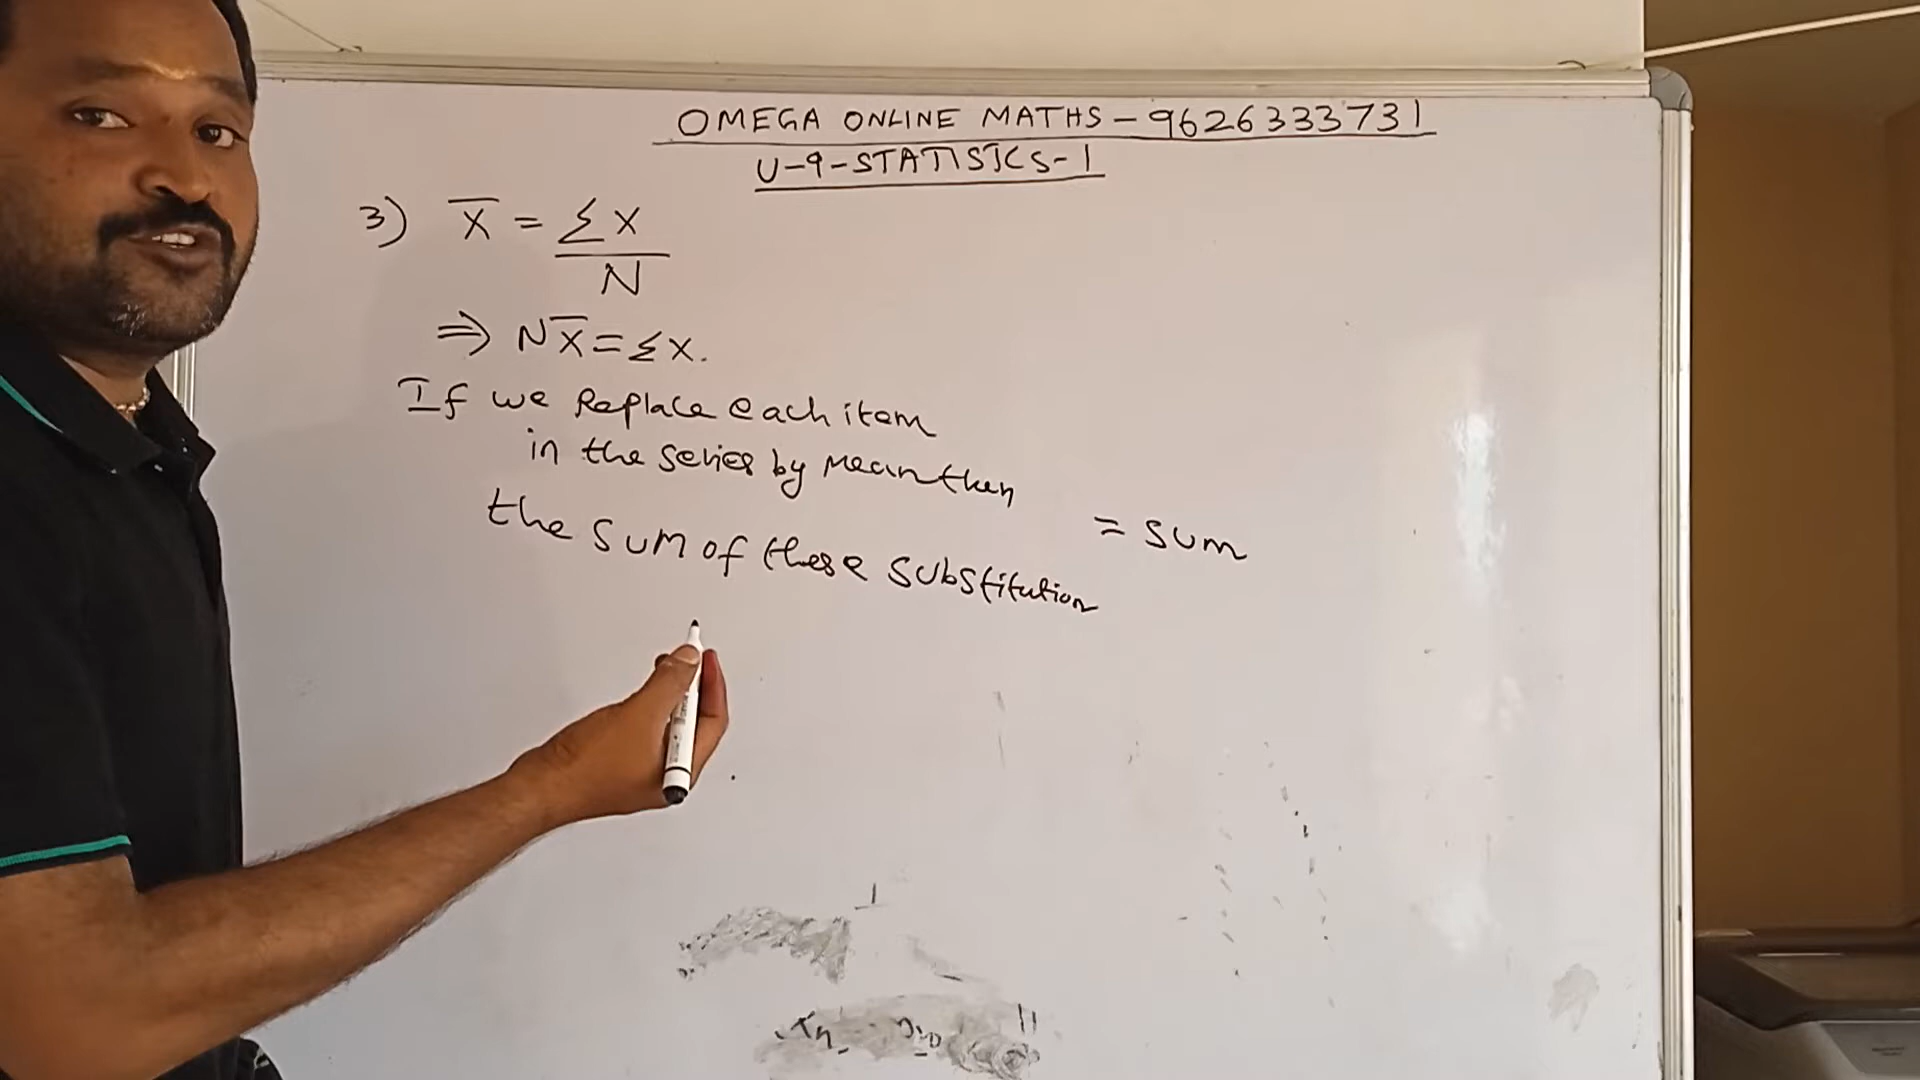 OMEGA ONLINE MATHS - 9626333731
U-9-STATISTICS-1
3) X̅ = ΣX
N
⇒ NX̅ = ΣX.
If we Replace each item
in the series by Mean then
the sum of these substitution = sum